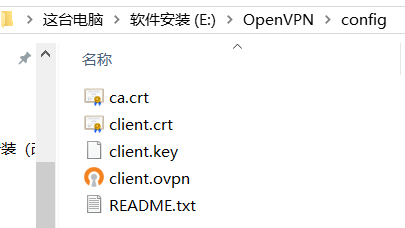 这台电脑 > 软件安装 (E:) > OpenVPN > config
名称
ca.crt
client.crt
client.key
client.ovpn
README.txt